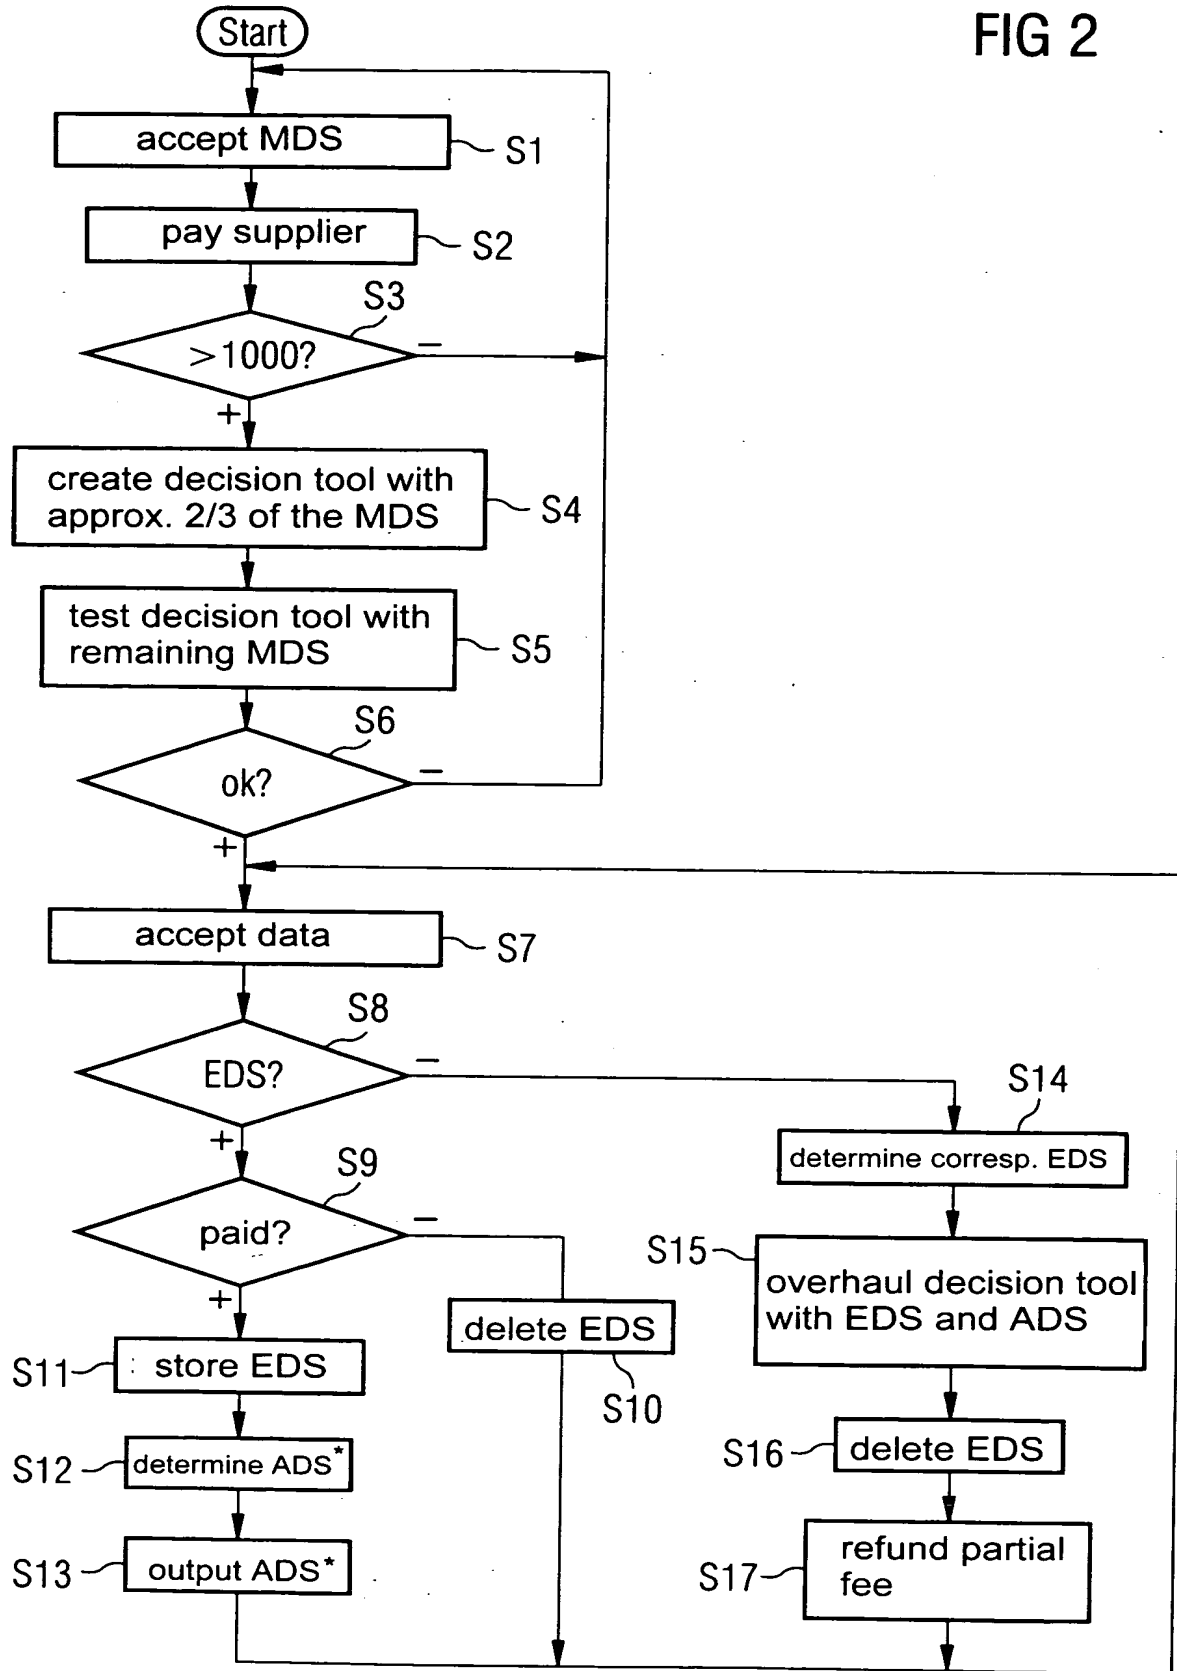 FIG 2
Start
accept MDS
S1
pay supplier
S2
S3
>1000?
−
+
create decision tool with
approx. 2/3 of the MDS
S4
test decision tool with
remaining MDS
S5
S6
ok?
−
+
accept data
S7
S8
EDS?
−
+
S9
paid?
−
+
delete EDS
S10
S11
store EDS
S12
determine ADS*
S13
output ADS*
S14
determine corresp. EDS
S15
overhaul decision tool
with EDS and ADS
S16
delete EDS
S17
refund partial
fee